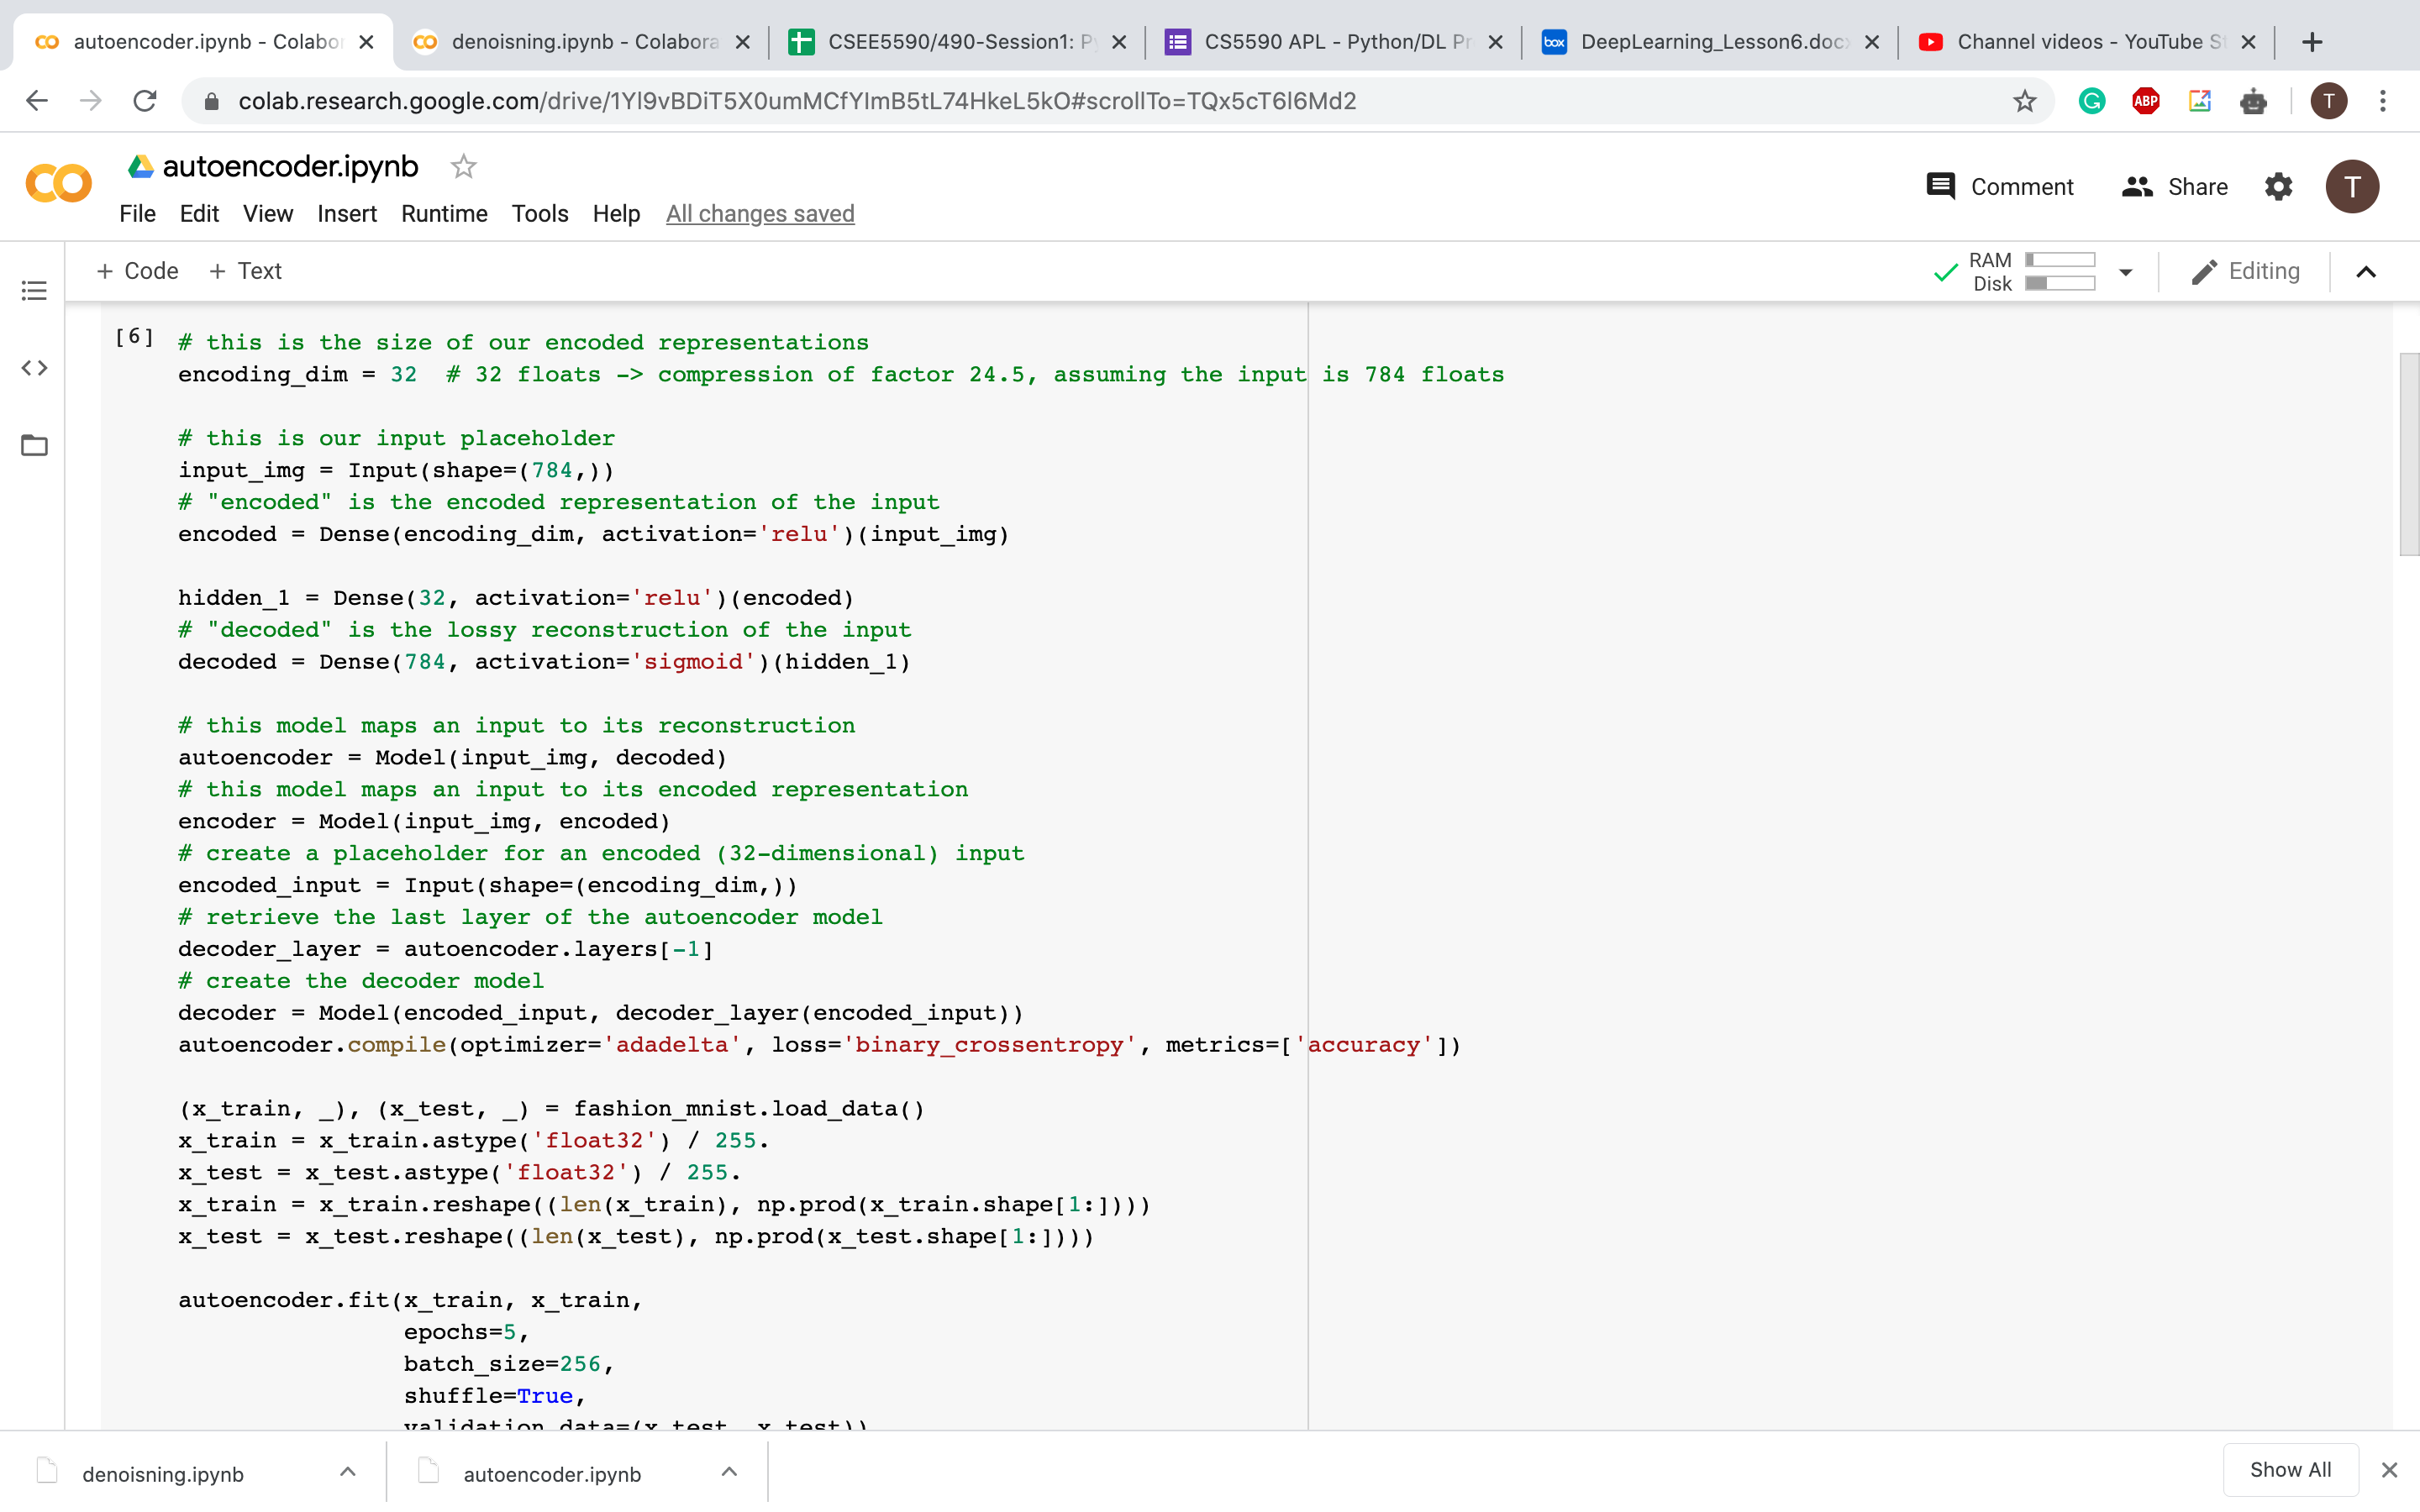 autoencoder.ipynb - Colabor
denoisning.ipynb - Colabora
CSEE5590/490-Session1: P
CS5590 APL - Python/DL Pr
box
DeepLearning_Lesson6.doc
Channel videos - YouTube S
colab.research.google.com/drive/1Yl9vBDiT5X0umMCfYlmB5tL74HkeL5kO#scrollTo=TQx5cT6l6Md2
ABP
T
autoencoder.ipynb
Comment
Share
T
File Edit View Insert Runtime Tools Help All changes saved
+ Code + Text
RAM
Disk
Editing
[6]
# this is the size of our encoded representations
encoding_dim = 32  # 32 floats -> compression of factor 24.5, assuming the input is 784 floats
# this is our input placeholder
input_img = Input(shape=(784,))
# "encoded" is the encoded representation of the input
encoded = Dense(encoding_dim, activation='relu')(input_img)
hidden_1 = Dense(32, activation='relu')(encoded)
# "decoded" is the lossy reconstruction of the input
decoded = Dense(784, activation='sigmoid')(hidden_1)
# this model maps an input to its reconstruction
autoencoder = Model(input_img, decoded)
# this model maps an input to its encoded representation
encoder = Model(input_img, encoded)
# create a placeholder for an encoded (32-dimensional) input
encoded_input = Input(shape=(encoding_dim,))
# retrieve the last layer of the autoencoder model
decoder_layer = autoencoder.layers[-1]
# create the decoder model
decoder = Model(encoded_input, decoder_layer(encoded_input))
autoencoder.compile(optimizer='adadelta', loss='binary_crossentropy', metrics=['accuracy'])
(x_train, _), (x_test, _) = fashion_mnist.load_data()
x_train = x_train.astype('float32') / 255.
x_test = x_test.astype('float32') / 255.
x_train = x_train.reshape((len(x_train), np.prod(x_train.shape[1:])))
x_test = x_test.reshape((len(x_test), np.prod(x_test.shape[1:])))
autoencoder.fit(x_train, x_train,
epochs=5,
batch_size=256,
shuffle=True,
validation_data=(x_test, x_test))
denoisning.ipynb
autoencoder.ipynb
Show All